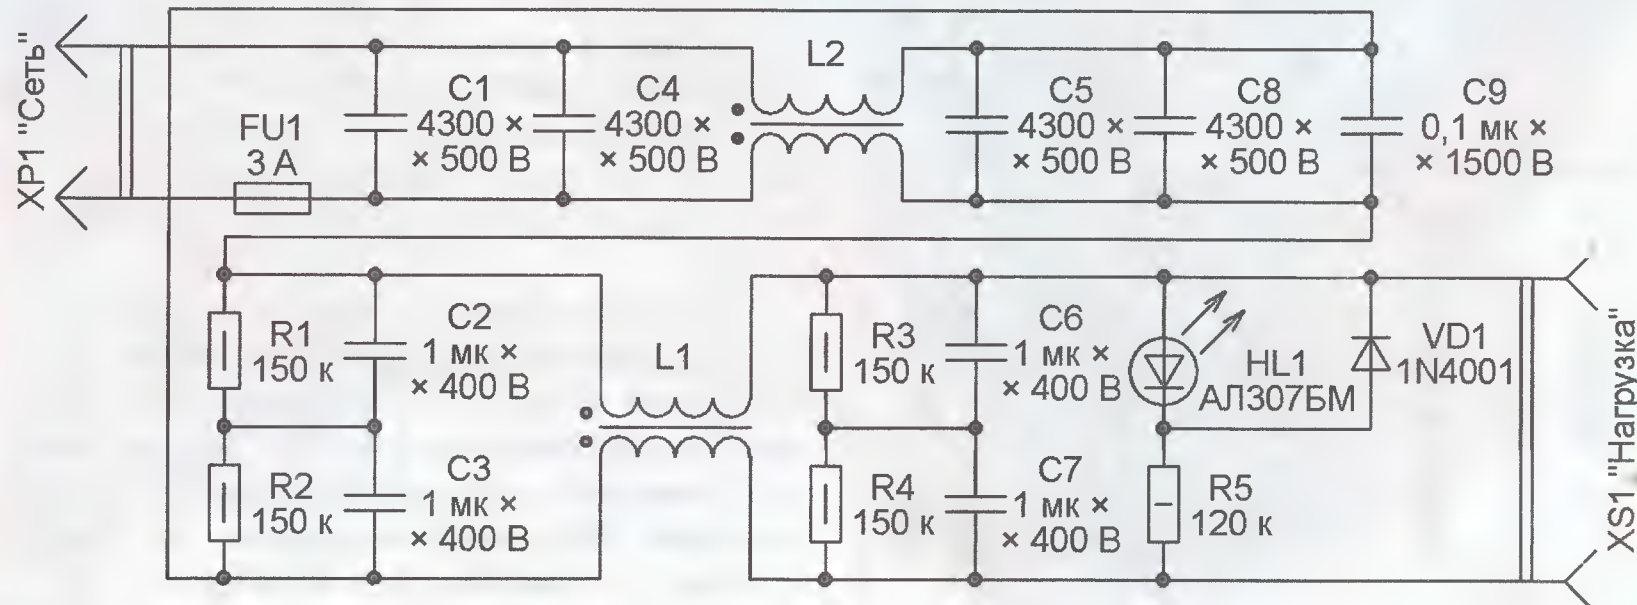 ХР1 "Сеть"
FU1
3 А
C1
4300 ×
× 500 В
C4
4300 ×
× 500 В
L2
C5
4300 ×
× 500 В
C8
4300 ×
× 500 В
C9
0,1 мк ×
× 1500 В
R1
150 к
C2
1 мк ×
× 400 В
L1
R3
150 к
C6
1 мк ×
× 400 В
HL1
АЛ307БМ
VD1
1N4001
R2
150 к
C3
1 мк ×
× 400 В
R4
150 к
C7
1 мк ×
× 400 В
R5
120 к
XS1 "Нагрузка"